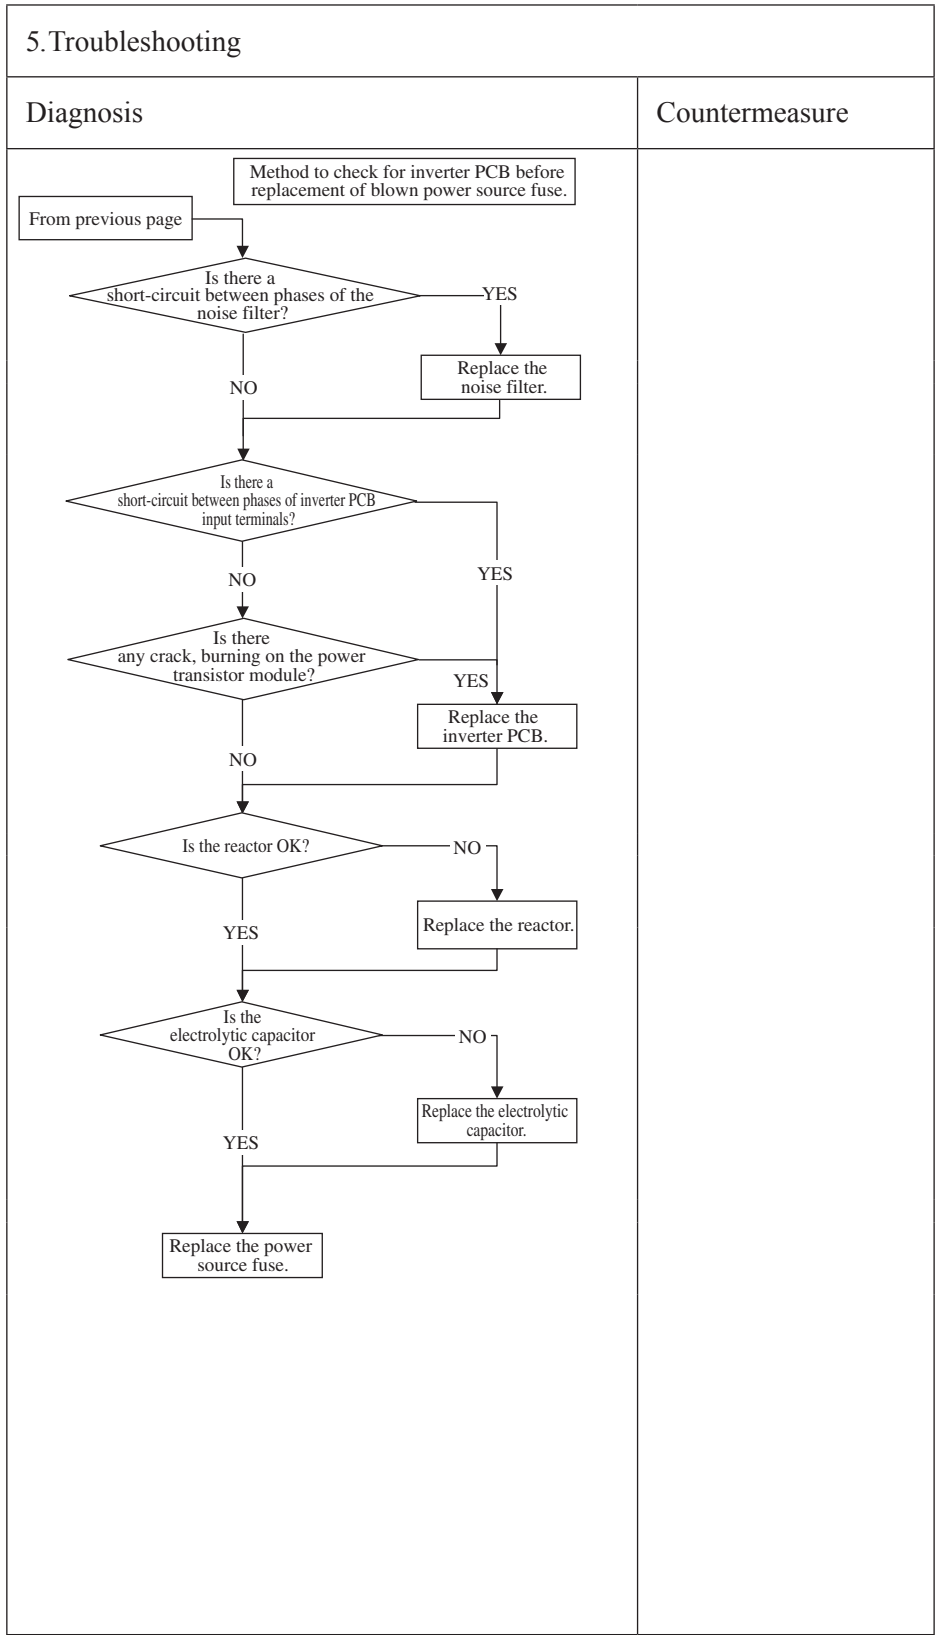 5.Troubleshooting
Diagnosis
Countermeasure
Method to check for inverter PCB before
replacement of blown power source fuse.
From previous page
Is there a
short-circuit between phases of the
noise filter?
YES
Replace the
noise filter.
NO
Is there a
short-circuit between phases of inverter PCB
input terminals?
YES
NO
Is there
any crack, burning on the power
transistor module?
YES
Replace the
inverter PCB.
NO
Is the reactor OK?
NO
Replace the reactor.
YES
Is the
electrolytic capacitor
OK?
NO
Replace the electrolytic
capacitor.
YES
Replace the power
source fuse.